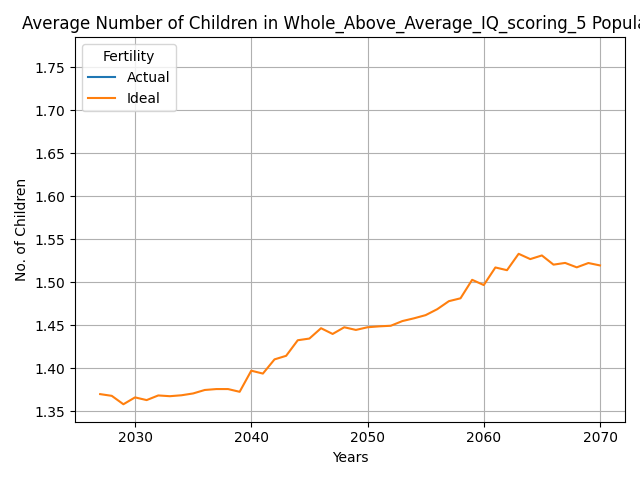 Average Number of Children in Whole_Above_Average_IQ_scoring_5 Popula
Fertility
Actual
Ideal
1.75
1.70
1.65
1.60
1.55
1.50
1.45
1.40
1.35
No. of Children
2030 2040 2050 2060 2070
Years